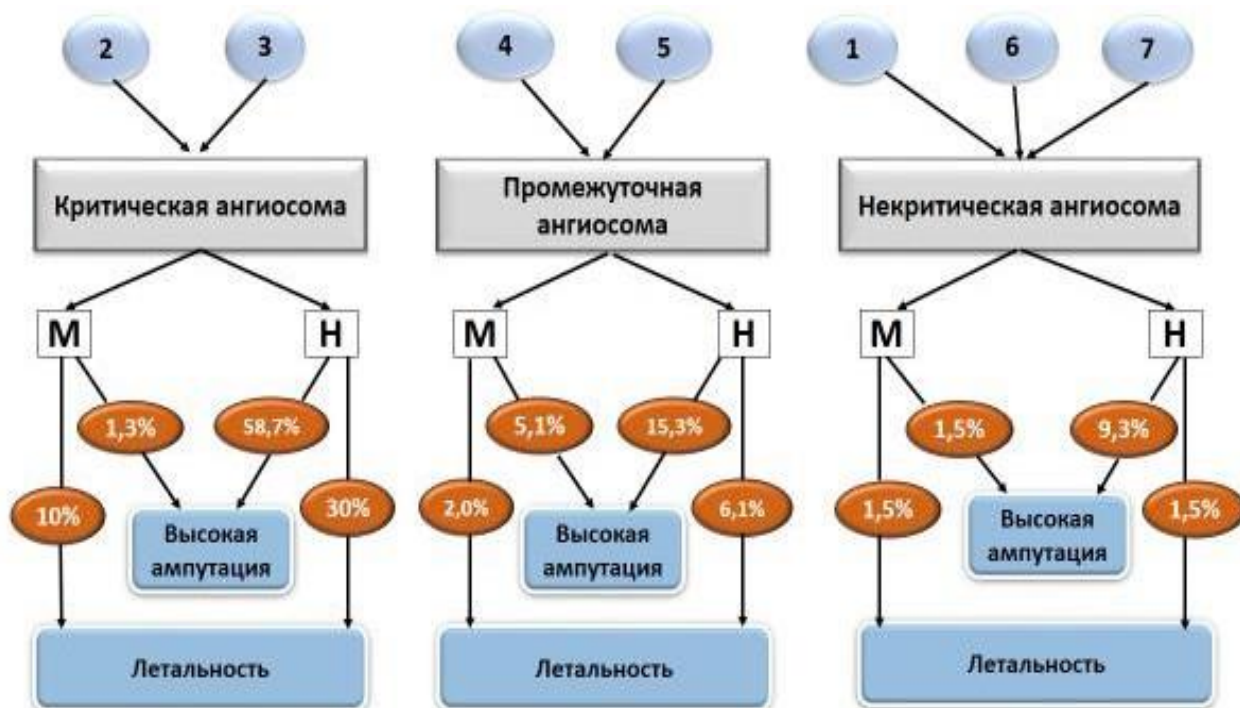 2
3
4
5
1
6
7
Критическая ангиосома
Промежуточная
ангиосома
Некритическая ангиосома
М
Н
М
Н
М
Н
1,3%
58,7%
5,1%
15,3%
1,5%
9,3%
10%
30%
2,0%
6,1%
1,5%
1,5%
Высокая
ампутация
Высокая
ампутация
Высокая
ампутация
Летальность
Летальность
Летальность